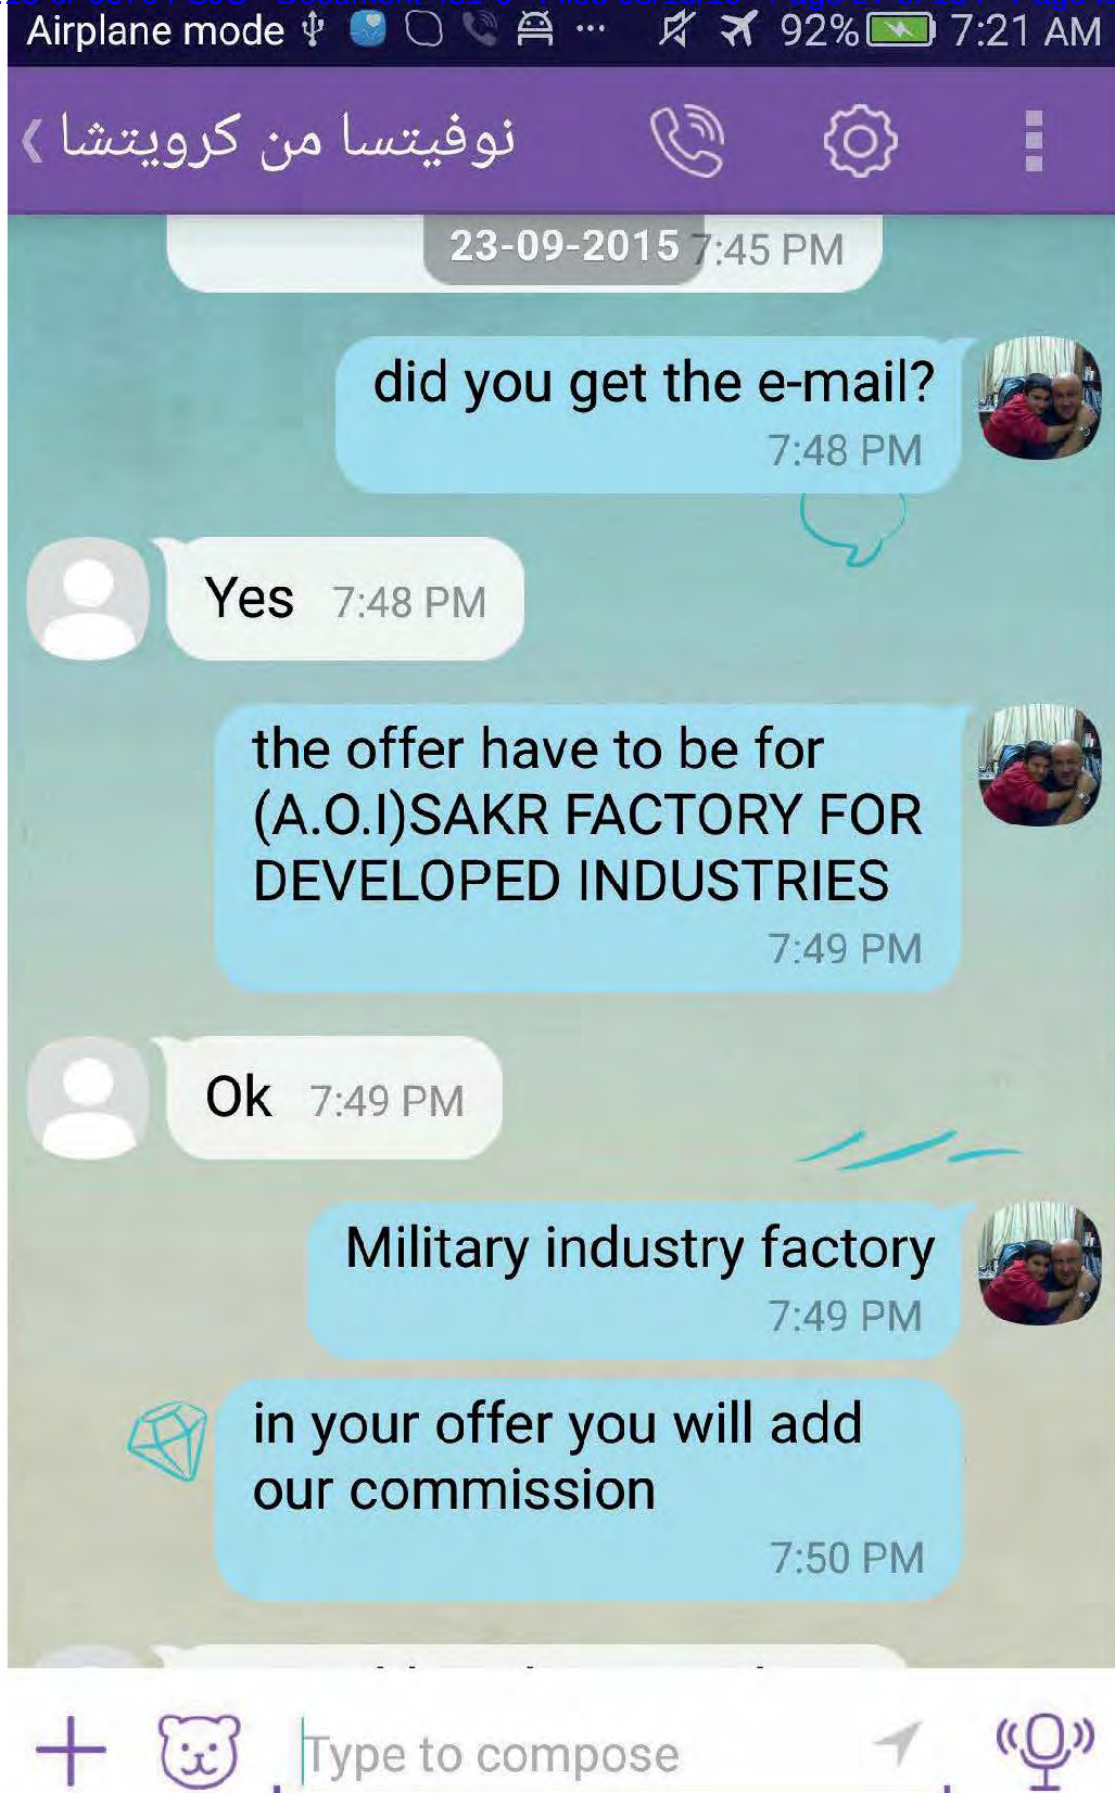 Airplane mode 92% 7:21 AM
نوفيتسا من كرويتشا
23-09-2015 7:45 PM
did you get the e-mail?
7:48 PM
Yes 7:48 PM
the offer have to be for
(A.O.I)SAKR FACTORY FOR
DEVELOPED INDUSTRIES
7:49 PM
Ok 7:49 PM
Military industry factory
7:49 PM
in your offer you will add
our commission
7:50 PM
Type to compose